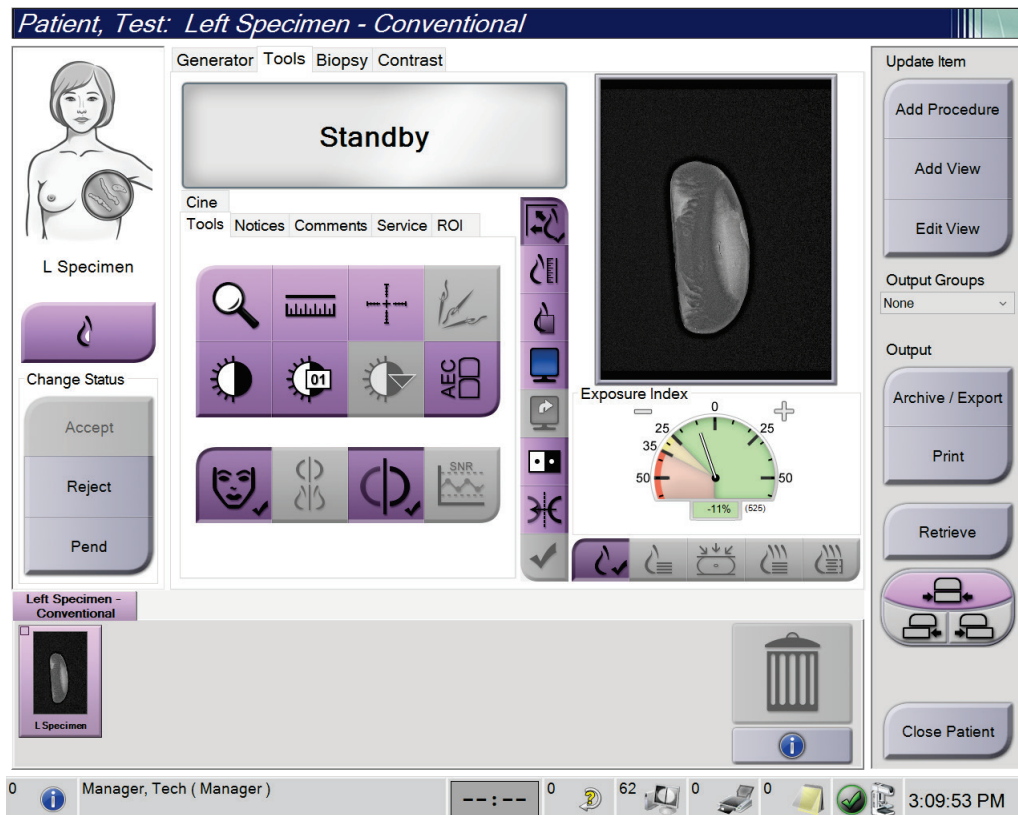 Patient, Test: Left Specimen - Conventional
Generator Tools Biopsy Contrast
Update Item
Standby
Add Procedure
Add View
Edit View
L Specimen
Cine
Tools Notices Comments Service ROI
Output Groups
None
01
AEC
SNR
Change Status
Accept
Reject
Pend
Exposure Index
0
25 25
35
50 50
-11% (525)
Output
Archive / Export
Print
Retrieve
Left Specimen -
Conventional
L Specimen
Close Patient
0 Manager, Tech ( Manager ) --:-- 0 62 0 0 3:09:53 PM